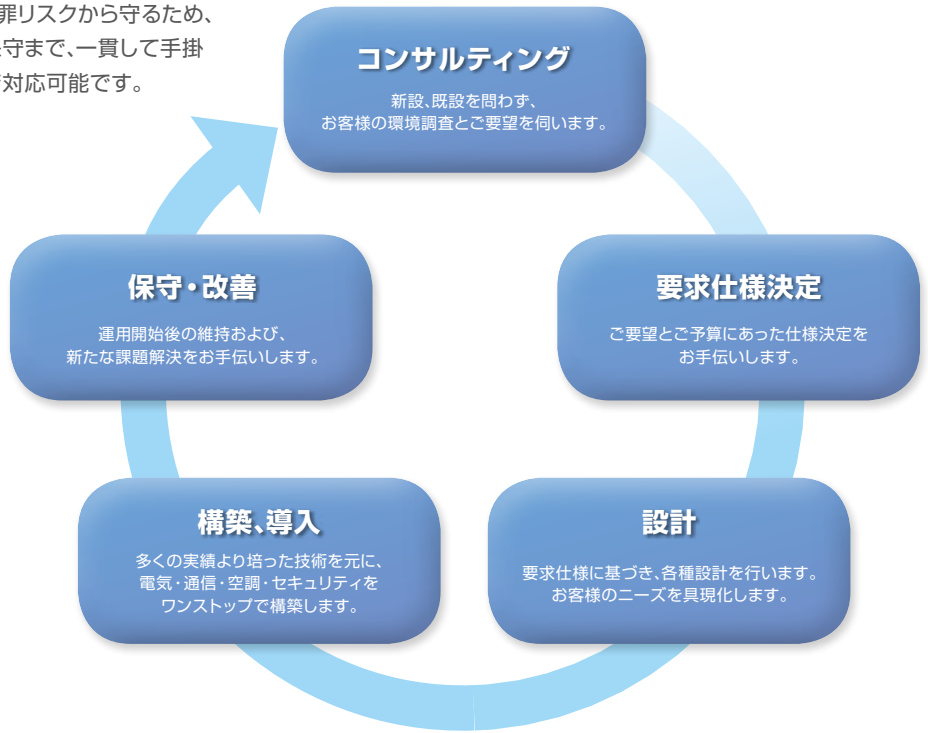 罪リスクから守るため、
守まで、一貫して手掛
対応可能です。
コンサルティング
新設、既設を問わず、
お客様の環境調査とご要望を伺います。
要求仕様決定
ご要望とご予算にあった仕様決定を
お手伝いします。
設計
要求仕様に基づき、各種設計を行います。
お客様のニーズを具現化します。
構築、導入
多くの実績より培った技術を元に、
電気・通信・空調・セキュリティを
ワンストップで構築します。
保守・改善
運用開始後の維持および、
新たな課題解決をお手伝いします。